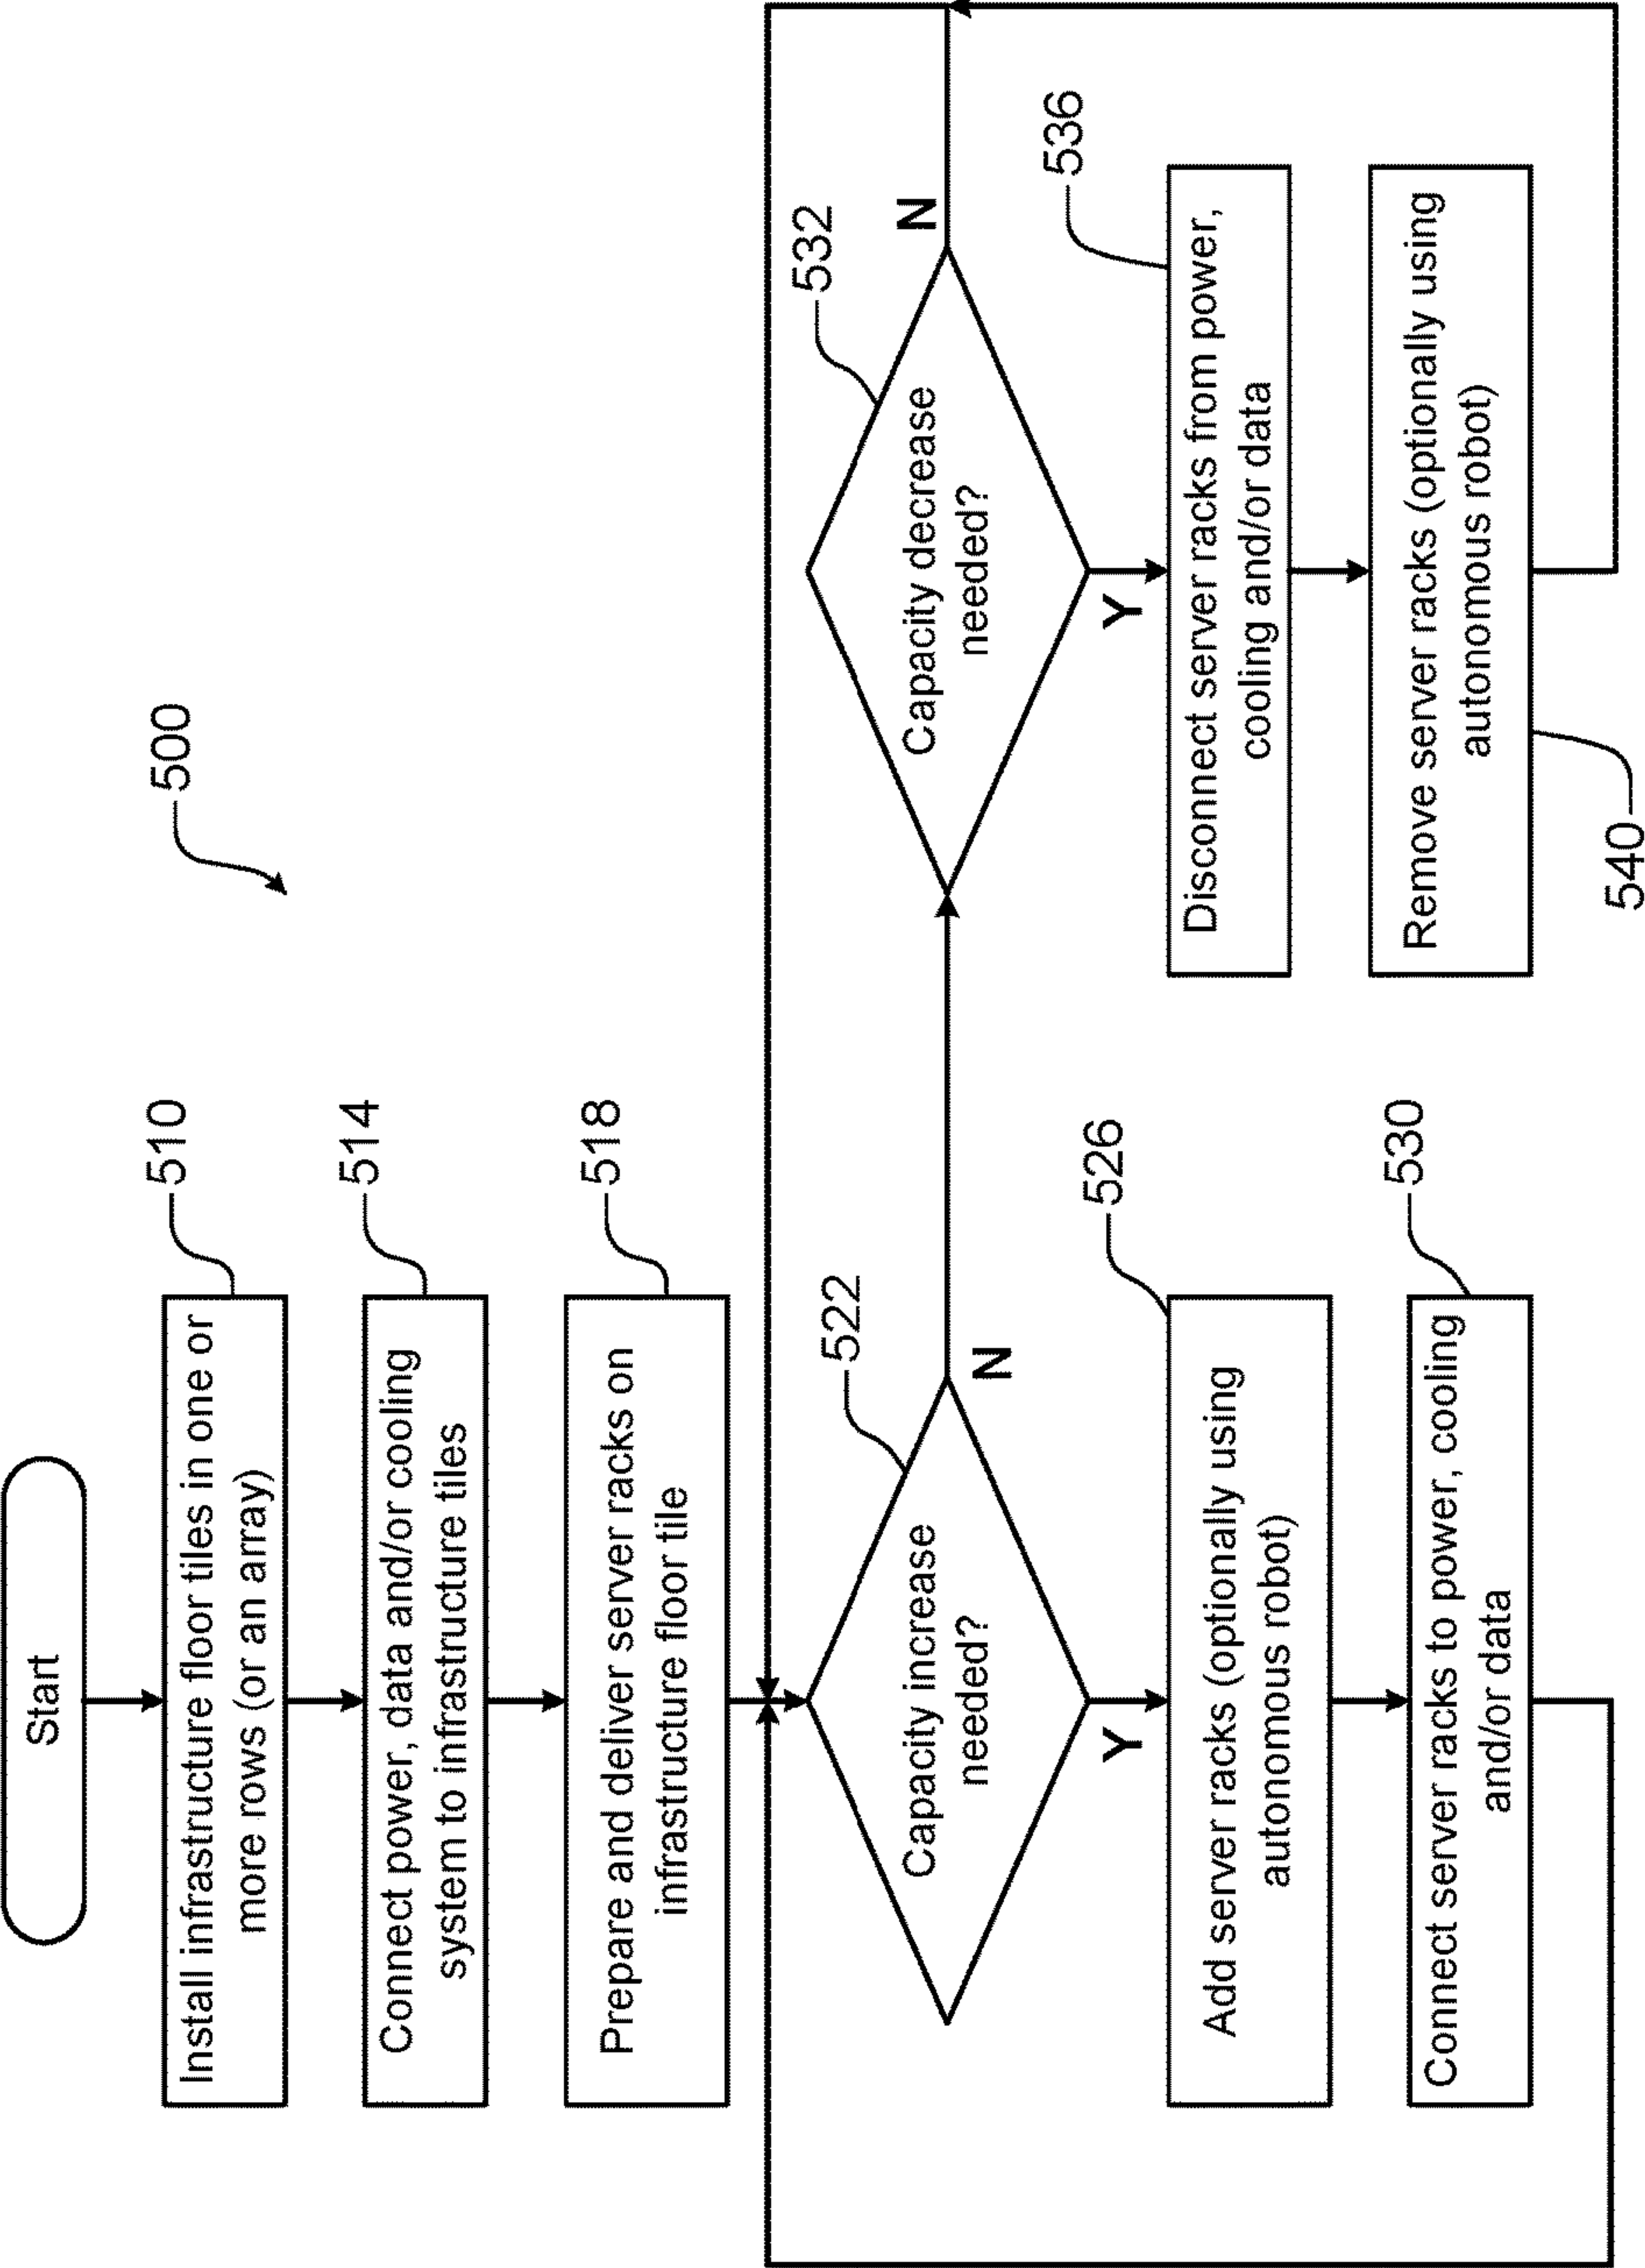 500
Start
510
Install infrastructure floor tiles in one or
more rows (or an array)
514
Connect power, data and/or cooling
system to infrastructure tiles
518
Prepare and deliver server racks on
infrastructure floor tile
522
Capacity increase
needed?
N
Y
526
Add server racks (optionally using
autonomous robot)
530
Connect server racks to power, cooling
and/or data
532
Capacity decrease
needed?
N
Y
536
Disconnect server racks from power,
cooling and/or data
Remove server racks (optionally using
autonomous robot)
540